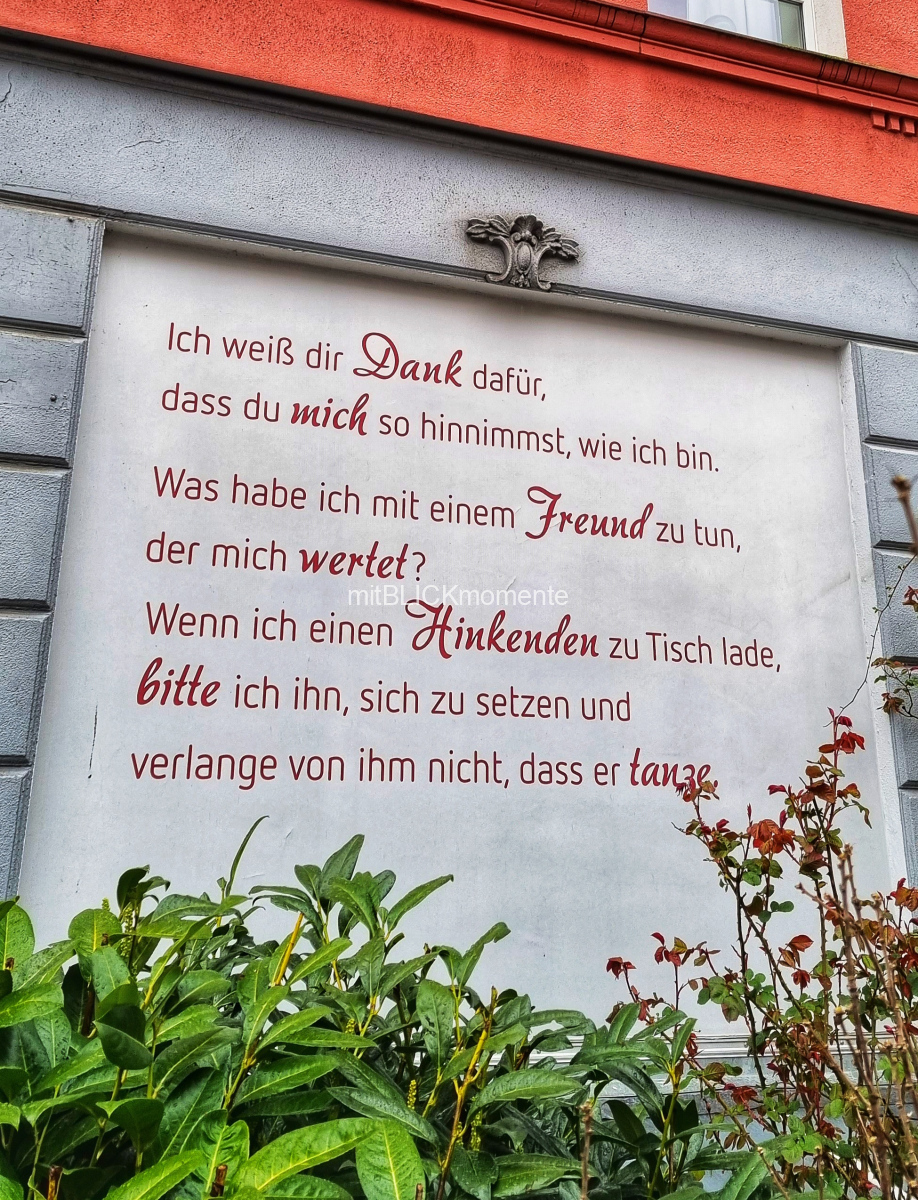 Ich weiß dir Dank dafür,
dass du mich so hinnimmst, wie ich bin.
Was habe ich mit einem Freund zu tun,
der mich wertet?
mitBLICKmomente
Wenn ich einen Hinkenden zu Tisch lade,
bitte ich ihn, sich zu setzen und
verlange von ihm nicht, dass er tanze.